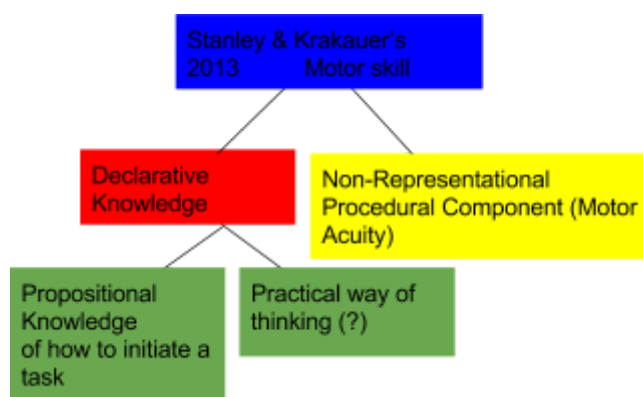 Stanley & Krakauer's
2013 Motor skill
Declarative
Knowledge
Non-Representational
Procedural Component (Motor
Acuity)
Propositional
Knowledge
of how to initiate a
task
Practical way of
thinking (?)